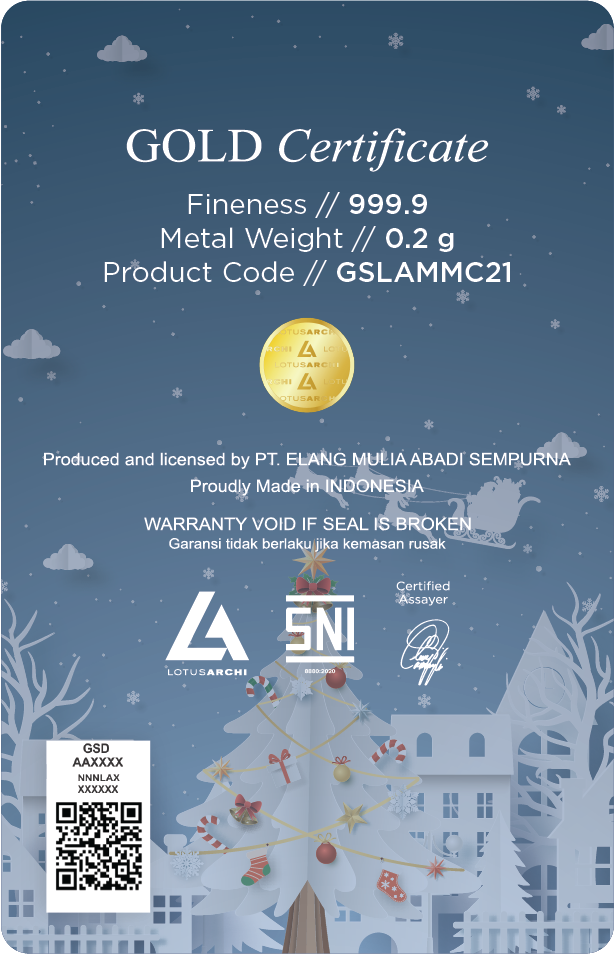 GOLD Certificate
Fineness // 999.9
Metal Weight // 0.2 g
Product Code // GSLAMMC21
LOTUSARCHI
LOTUSARCHI
LOTUSARCHI
Produced and licensed by PT. ELANG MULIA ABADI SEMPURNA
Proudly Made in INDONESIA
WARRANTY VOID IF SEAL IS BROKEN
Garansi tidak berlaku jika kemasan rusak
Certified
Assayer
SNI
LOTUSARCHI
8880:2020
GSD
AAXXXX
NNNLAX
XXXXXX